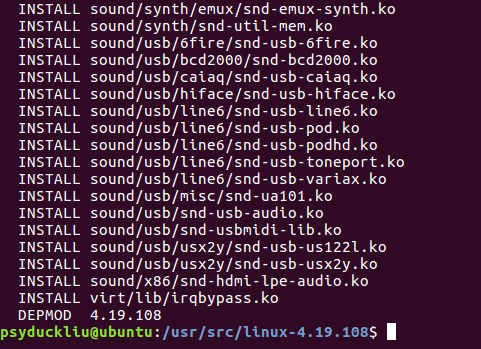 INSTALL sound/synth/emux/snd-emux-synth.ko
INSTALL sound/synth/snd-util-mem.ko
INSTALL sound/usb/6fire/snd-usb-6fire.ko
INSTALL sound/usb/bcd2000/snd-bcd2000.ko
INSTALL sound/usb/caiaq/snd-usb-caiaq.ko
INSTALL sound/usb/hiface/snd-usb-hiface.ko
INSTALL sound/usb/line6/snd-usb-line6.ko
INSTALL sound/usb/line6/snd-usb-pod.ko
INSTALL sound/usb/line6/snd-usb-podhd.ko
INSTALL sound/usb/line6/snd-usb-toneport.ko
INSTALL sound/usb/line6/snd-usb-variax.ko
INSTALL sound/usb/misc/snd-ua101.ko
INSTALL sound/usb/snd-usb-audio.ko
INSTALL sound/usb/snd-usbmidi-lib.ko
INSTALL sound/usb/usx2y/snd-usb-us122l.ko
INSTALL sound/usb/usx2y/snd-usb-usx2y.ko
INSTALL sound/x86/snd-hdmi-lpe-audio.ko
INSTALL virt/lib/irqbypass.ko
DEPMOD  4.19.108
psyduckliu@ubuntu:/usr/src/linux-4.19.108$